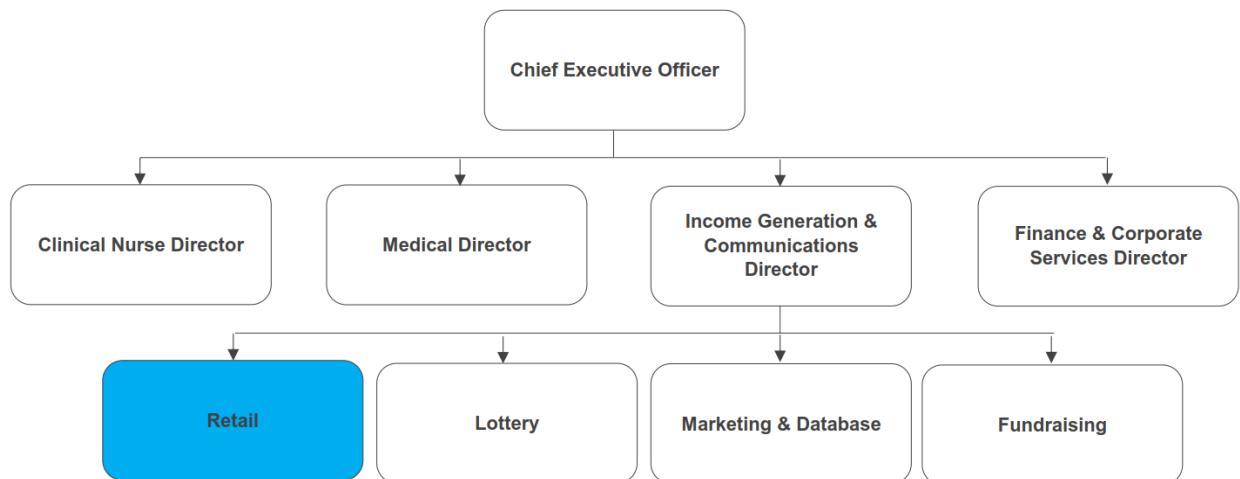 Chief Executive Officer
Clinical Nurse Director
Medical Director
Income Generation &
Communications
Director
Finance & Corporate
Services Director
Retail
Lottery
Marketing & Database
Fundraising